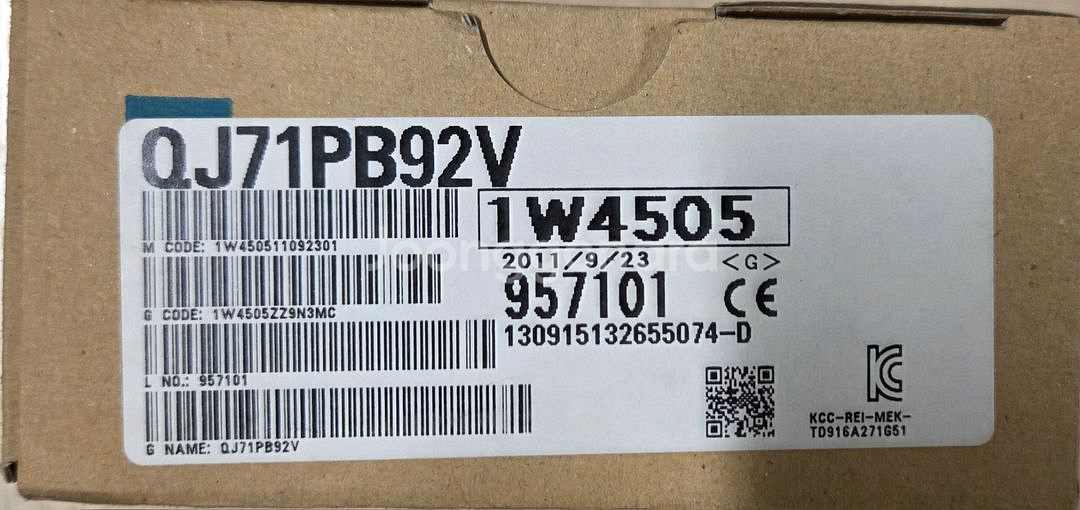 QJ71PB92V
M CODE: 1W450511092301
1W4505
2011/9/23 <G>
G CODE: 1W4505ZZ9N3MC
957101 CE
130915132655074-D
L NO.: 957101
G NAME: QJ71PB92V
KCC-REI-MEK-
TD916A271G51